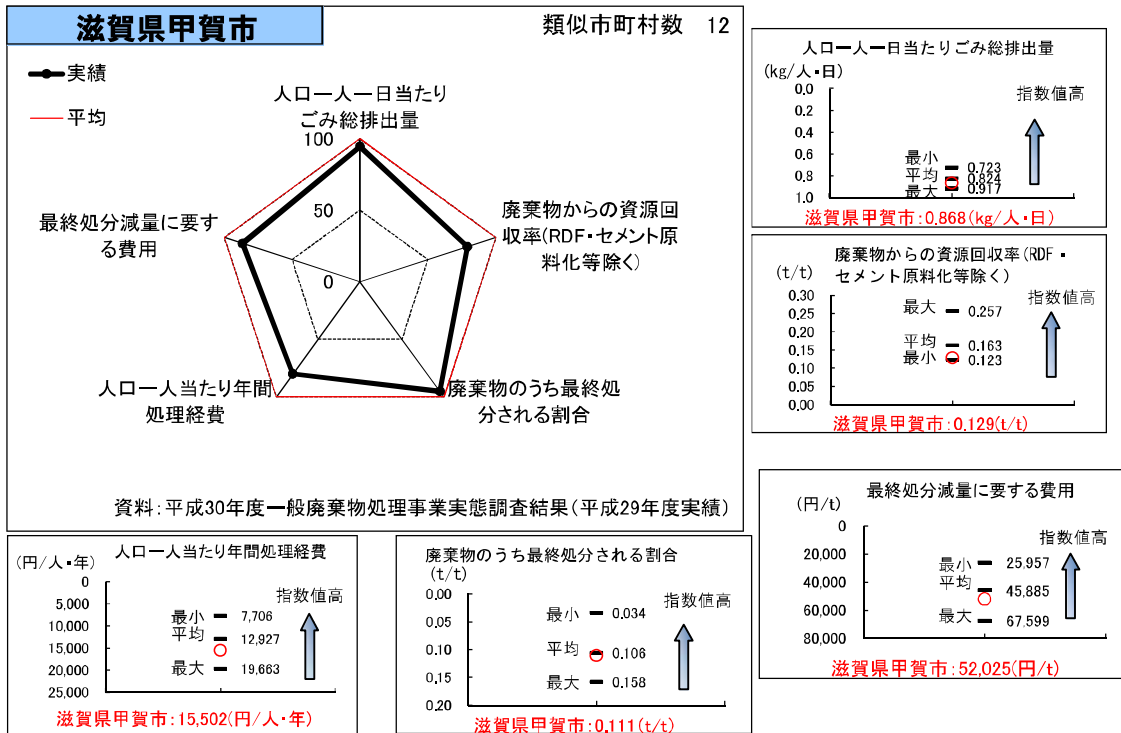 滋賀県甲賀市
類似市町村数 12
実績
平均
人口一人一日当たり
ごみ総排出量
100
50
0
廃棄物からの資源回
収率(RDF・セメント原
料化等除く)
最終処分減量に要す
る費用
人口一人当たり年間
処理経費
廃棄物のうち最終処
分される割合
資料:平成30年度一般廃棄物処理事業実態調査結果(平成29年度実績)
人口一人一日当たりごみ総排出量
(kg/人・日)
0.0
0.2
0.4
0.6
0.8
1.0
指数値高
最小 0.723
平均 0.824
最大 0.917
滋賀県甲賀市:0.868(kg/人・日)
廃棄物からの資源回収率(RDF・
セメント原料化等除く)
(t/t)
0.30
0.25
0.20
0.15
0.10
0.05
0.00
指数値高
最大 0.257
平均 0.163
最小 0.123
滋賀県甲賀市:0.129(t/t)
最終処分減量に要する費用
(円/t)
0
20,000
40,000
60,000
80,000
指数値高
最小 25,957
平均 45,885
最大 67,599
滋賀県甲賀市:52,025(円/t)
人口一人当たり年間処理経費
(円/人・年)
0
5,000
10,000
15,000
20,000
25,000
指数値高
最小 7,706
平均 12,927
最大 19,663
滋賀県甲賀市:15,502(円/人・年)
廃棄物のうち最終処分される割合
(t/t)
0.00
0.05
0.10
0.15
0.20
指数値高
最小 0.034
平均 0.106
最大 0.158
滋賀県甲賀市:0.111(t/t)